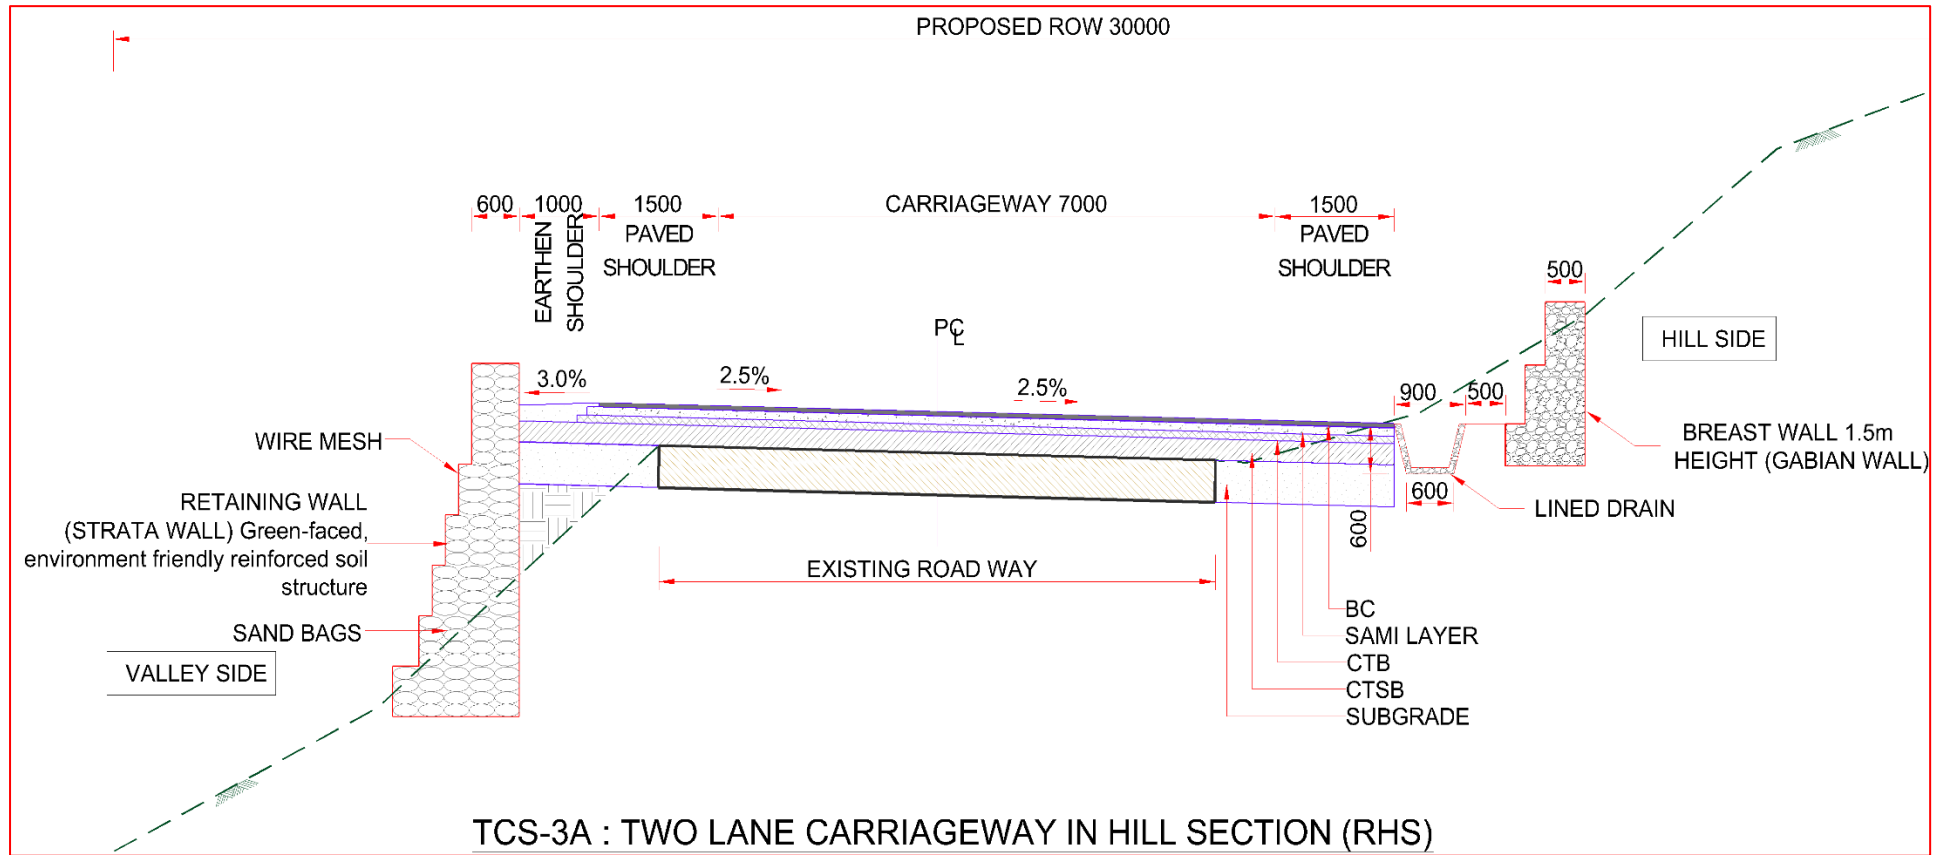 PROPOSED ROW 30000
600
1000
1500
CARRIAGEWAY 7000
1500
EARTHEN
SHOULDER
PAVED
SHOULDER
PAVED
SHOULDER
500
PCL
HILL SIDE
3.0%
2.5%
2.5%
900
500
WIRE MESH
BREAST WALL 1.5m
HEIGHT (GABIAN WALL)
RETAINING WALL
(STRATA WALL) Green-faced,
environment friendly reinforced soil
structure
600
LINED DRAIN
600
EXISTING ROAD WAY
SAND BAGS
VALLEY SIDE
BC
SAMI LAYER
CTB
CTSB
SUBGRADE
TCS-3A : TWO LANE CARRIAGEWAY IN HILL SECTION (RHS)